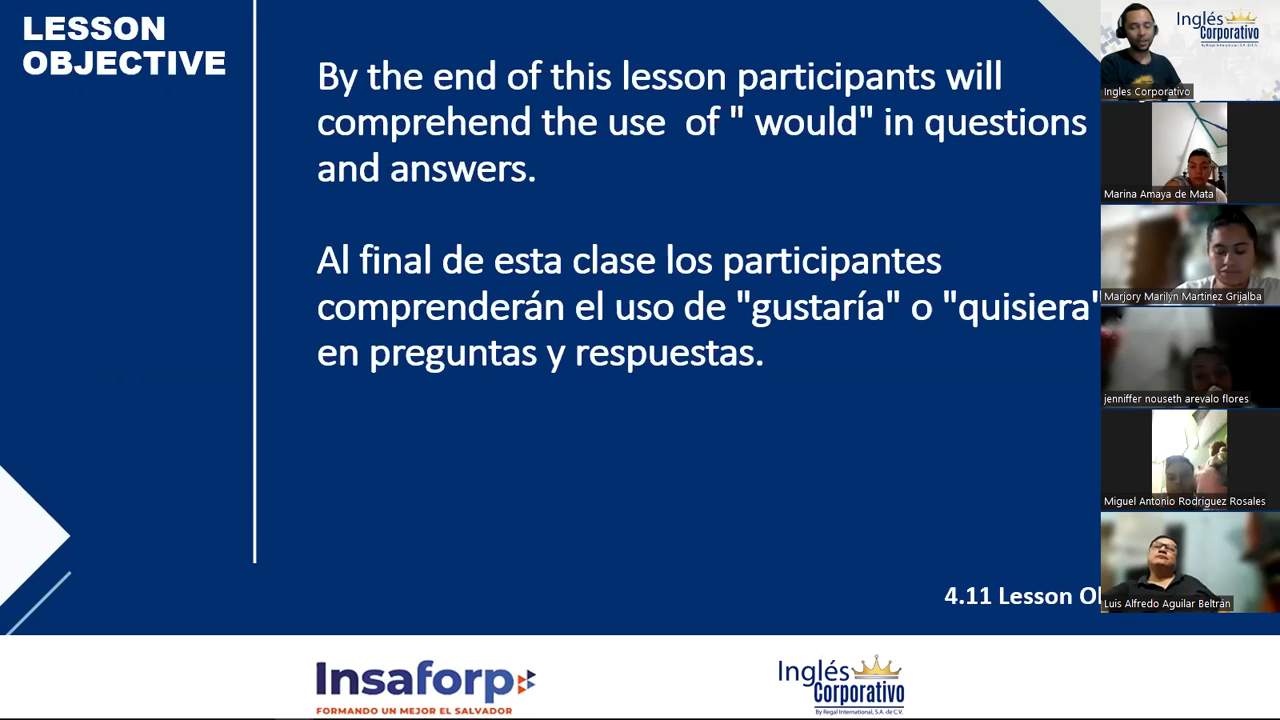 LESSON
OBJECTIVE
By the end of this lesson participants will
comprehend the use of " would" in questions
and answers.
Al final de esta clase los participantes
comprenderán el uso de "gustaría" o "quisiera"
en preguntas y respuestas.
4.11 Lesson
Insaforp
FORMANDO UN MEJOR EL SALVADOR
Inglés
Corporativo
By Regal International, S.A. de C.V.
Inglés
Corporativo
Ingles Corporativo
Marina Amaya de Mata
Marjory Marilyn Martinez Grijalba
jenniffer nouseth arevalo flores
Miguel Antonio Rodriguez Rosales
Luis Alfredo Aguilar Beltrán